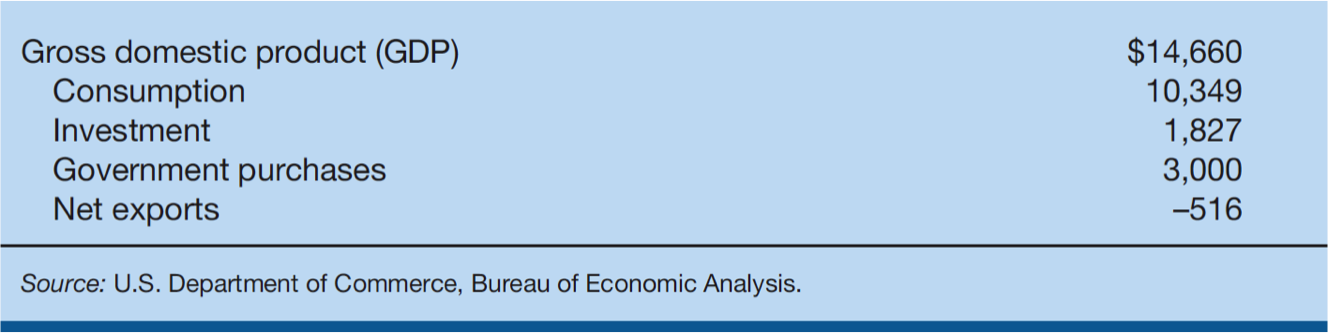 Gross domestic product (GDP) $14,660
Consumption 10,349
Investment 1,827
Government purchases 3,000
Net exports –516
Source: U.S. Department of Commerce, Bureau of Economic Analysis.